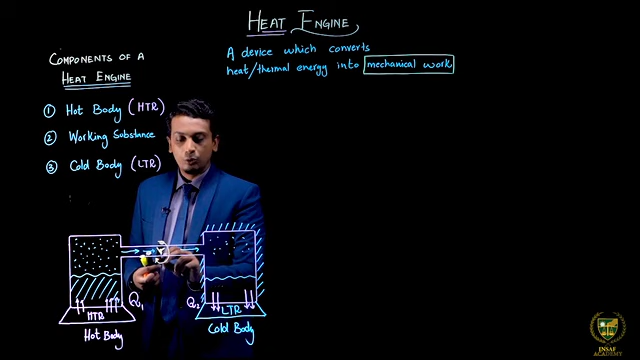 HEAT ENGINE
A device which converts
heat/thermal energy into mechanical work
COMPONENTS OF A
HEAT ENGINE
① Hot Body (HTR)
② Working Substance
③ Cold Body (LTR)
Q1
Q2
HTR
LTR
Hot Body
Cold Body
INSAF
ACADEMY